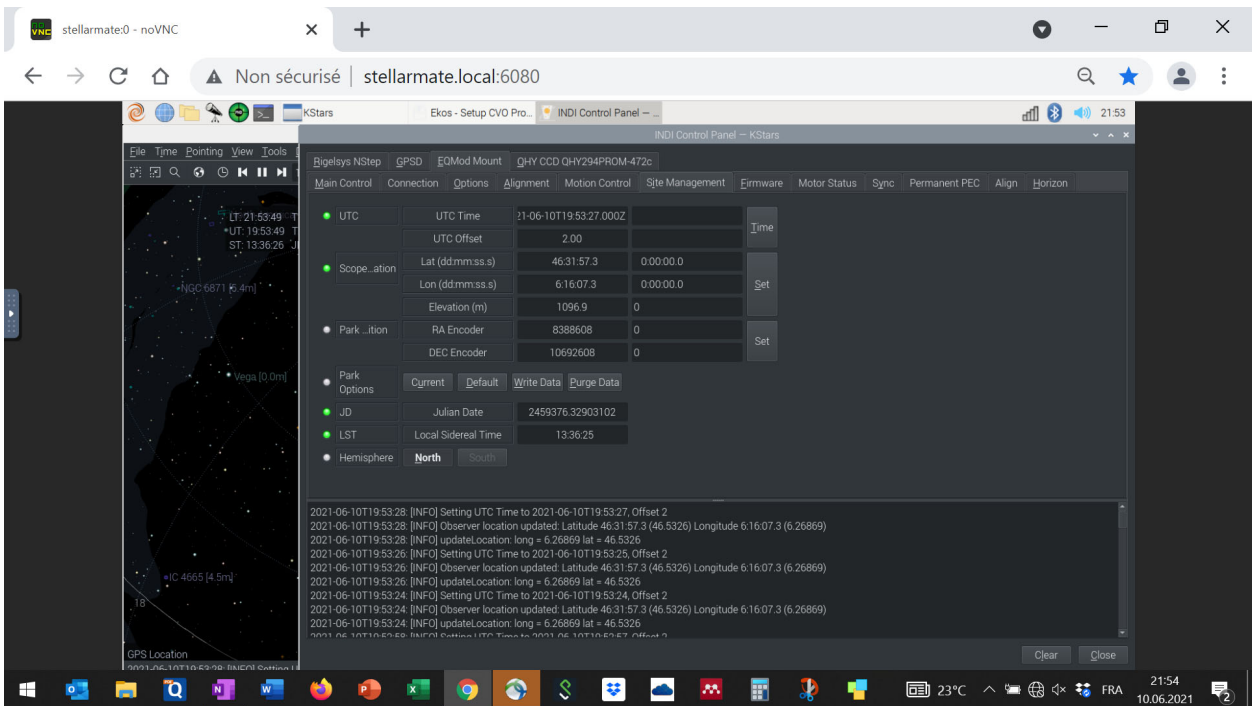 stellarmate:0 - noVNC
Non sécurisé | stellarmate.local:6080
KStars
Ekos - Setup CVO Pro...
INDI Control Panel — ...
21:53
INDI Control Panel — KStars
File Time Pointing View Tools
Rigelsys NStep GPSD EQMod Mount QHY CCD QHY294PROM-472c
Main Control Connection Options Alignment Motion Control Site Management Firmware Motor Status Sync Permanent PEC Align Horizon
LT: 21:53:49
UT: 19:53:49
ST: 13:36:26
NGC 6871 [5.4m]
Vega [0.0m]
IC 4665 [4.5m]
18
GPS Location
UTC UTC Time 21-06-10T19:53:27.000Z Time
UTC Offset 2.00
Scope...ation Lat (dd:mm:ss.s) 46:31:57.3 0:00:00.0 Set
Lon (dd:mm:ss.s) 6:16:07.3 0:00:00.0
Elevation (m) 1096.9 0
Park ...ition RA Encoder 8388608 0 Set
DEC Encoder 10692608 0
Park Options Current Default Write Data Purge Data
JD Julian Date 2459376.32903102
LST Local Sidereal Time 13:36:25
Hemisphere North South
2021-06-10T19:53:28: [INFO] Setting UTC Time to 2021-06-10T19:53:27, Offset 2
2021-06-10T19:53:28: [INFO] Observer location updated: Latitude 46:31:57.3 (46.5326) Longitude 6:16:07.3 (6.26869)
2021-06-10T19:53:28: [INFO] updateLocation: long = 6.26869 lat = 46.5326
2021-06-10T19:53:26: [INFO] Setting UTC Time to 2021-06-10T19:53:25, Offset 2
2021-06-10T19:53:26: [INFO] Observer location updated: Latitude 46:31:57.3 (46.5326) Longitude 6:16:07.3 (6.26869)
2021-06-10T19:53:26: [INFO] updateLocation: long = 6.26869 lat = 46.5326
2021-06-10T19:53:24: [INFO] Setting UTC Time to 2021-06-10T19:53:24, Offset 2
2021-06-10T19:53:24: [INFO] Observer location updated: Latitude 46:31:57.3 (46.5326) Longitude 6:16:07.3 (6.26869)
2021-06-10T19:53:24: [INFO] updateLocation: long = 6.26869 lat = 46.5326
Clear Close
23°C FRA 21:54
10.06.2021
2